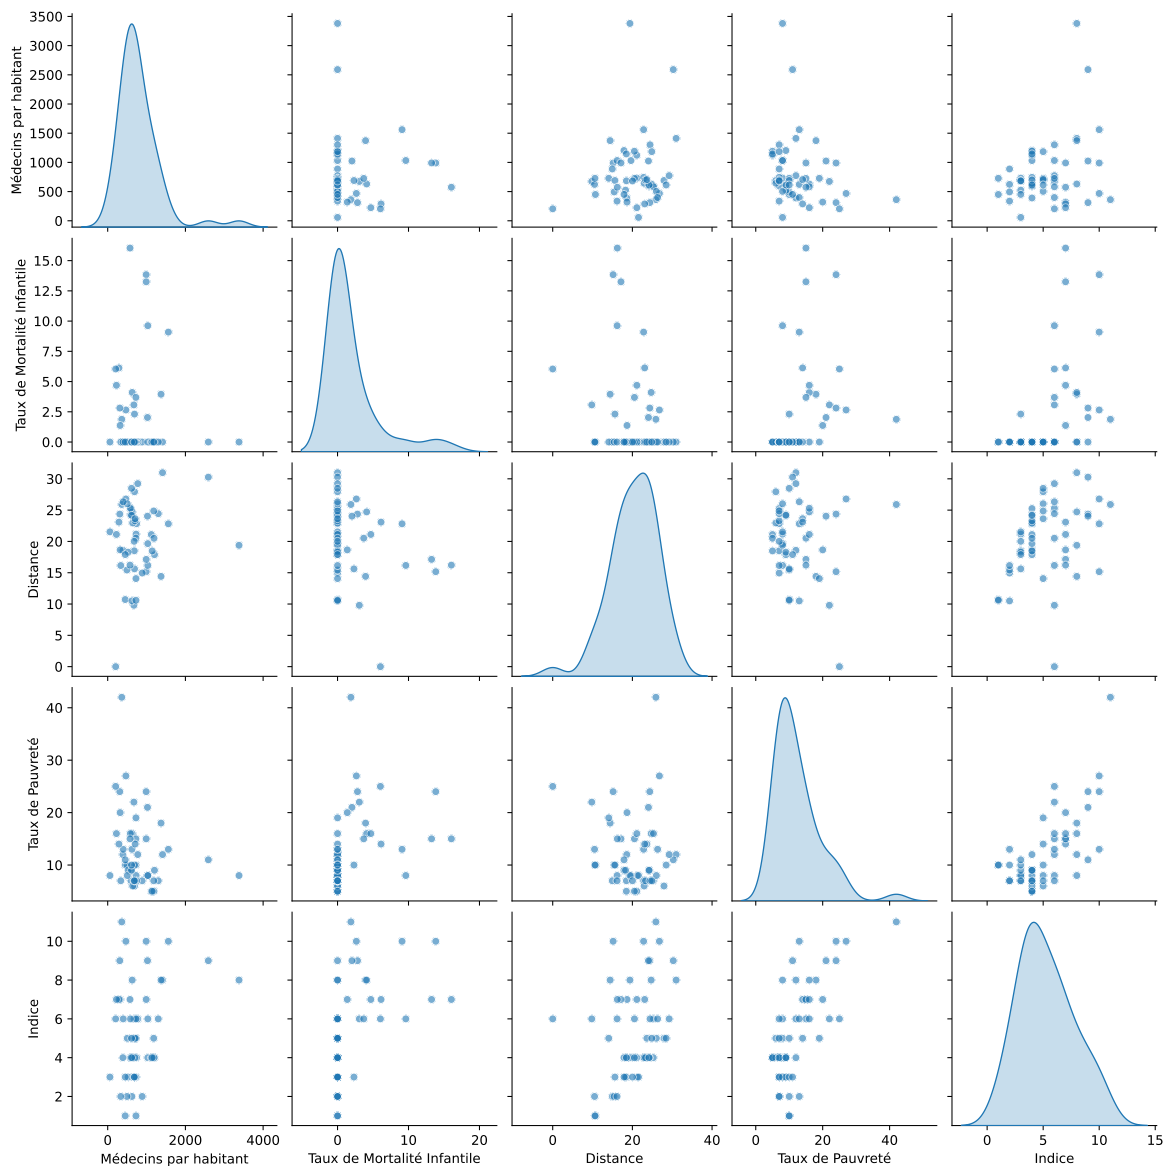 3500
3000
2500
2000
1500
1000
500
0
Médecins par habitant
15.0
12.5
10.0
7.5
5.0
2.5
0.0
Taux de Mortalité Infantile
30
25
20
15
10
5
0
Distance
40
30
20
10
Taux de Pauvreté
10
8
6
4
2
Indice
0 2000 4000
Médecins par habitant
0 10 20
Taux de Mortalité Infantile
0 20 40
Distance
0 20 40
Taux de Pauvreté
0 5 10 15
Indice